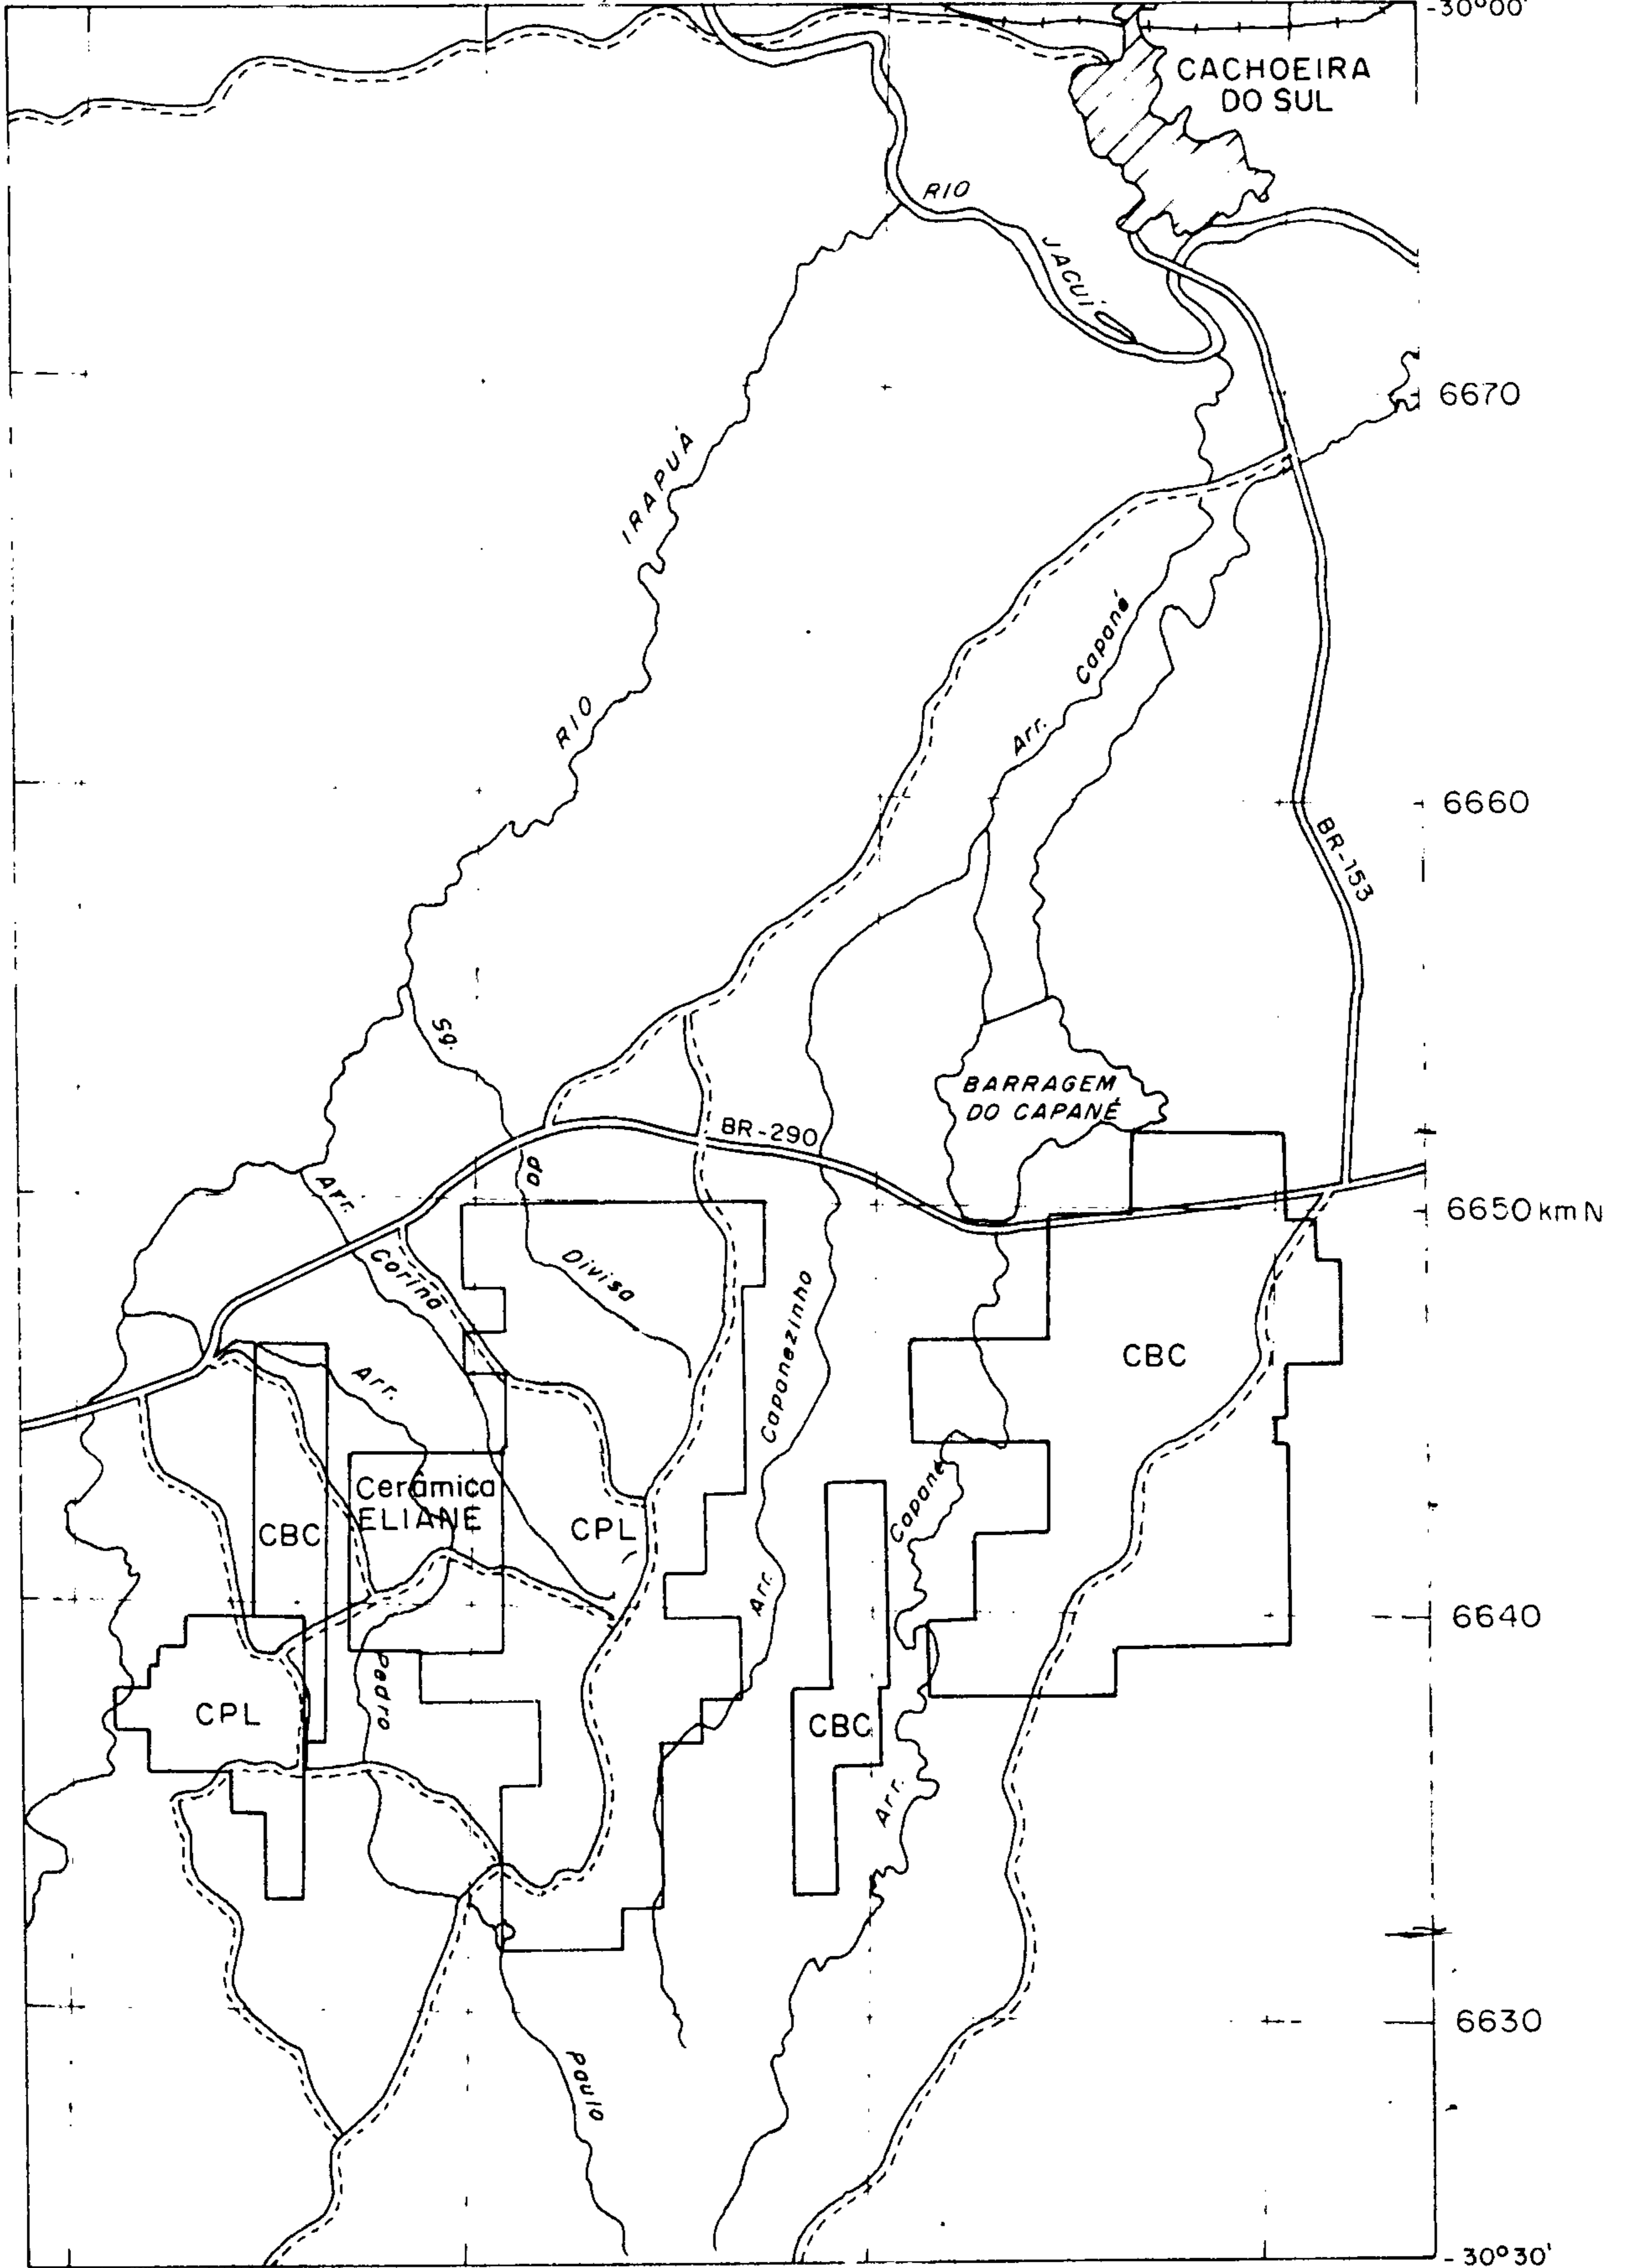 -30°00'
CACHOEIRA
DO SUL
RIO
JACUÍ
6670
IRAPUÁ
RIO
Capané
Arr.
6660
BR-153
Sg.
BARRAGEM
DO CAPANÉ
BR-290
da
Arr.
6650 km N
Corina
Divisa
Capanezinho
CBC
Arr.
Cerâmica
ELIANE
CBC
CPL
Capané
Arr.
6640
Pedro
CPL
CBC
Arr.
6630
Paulo
-30°30'